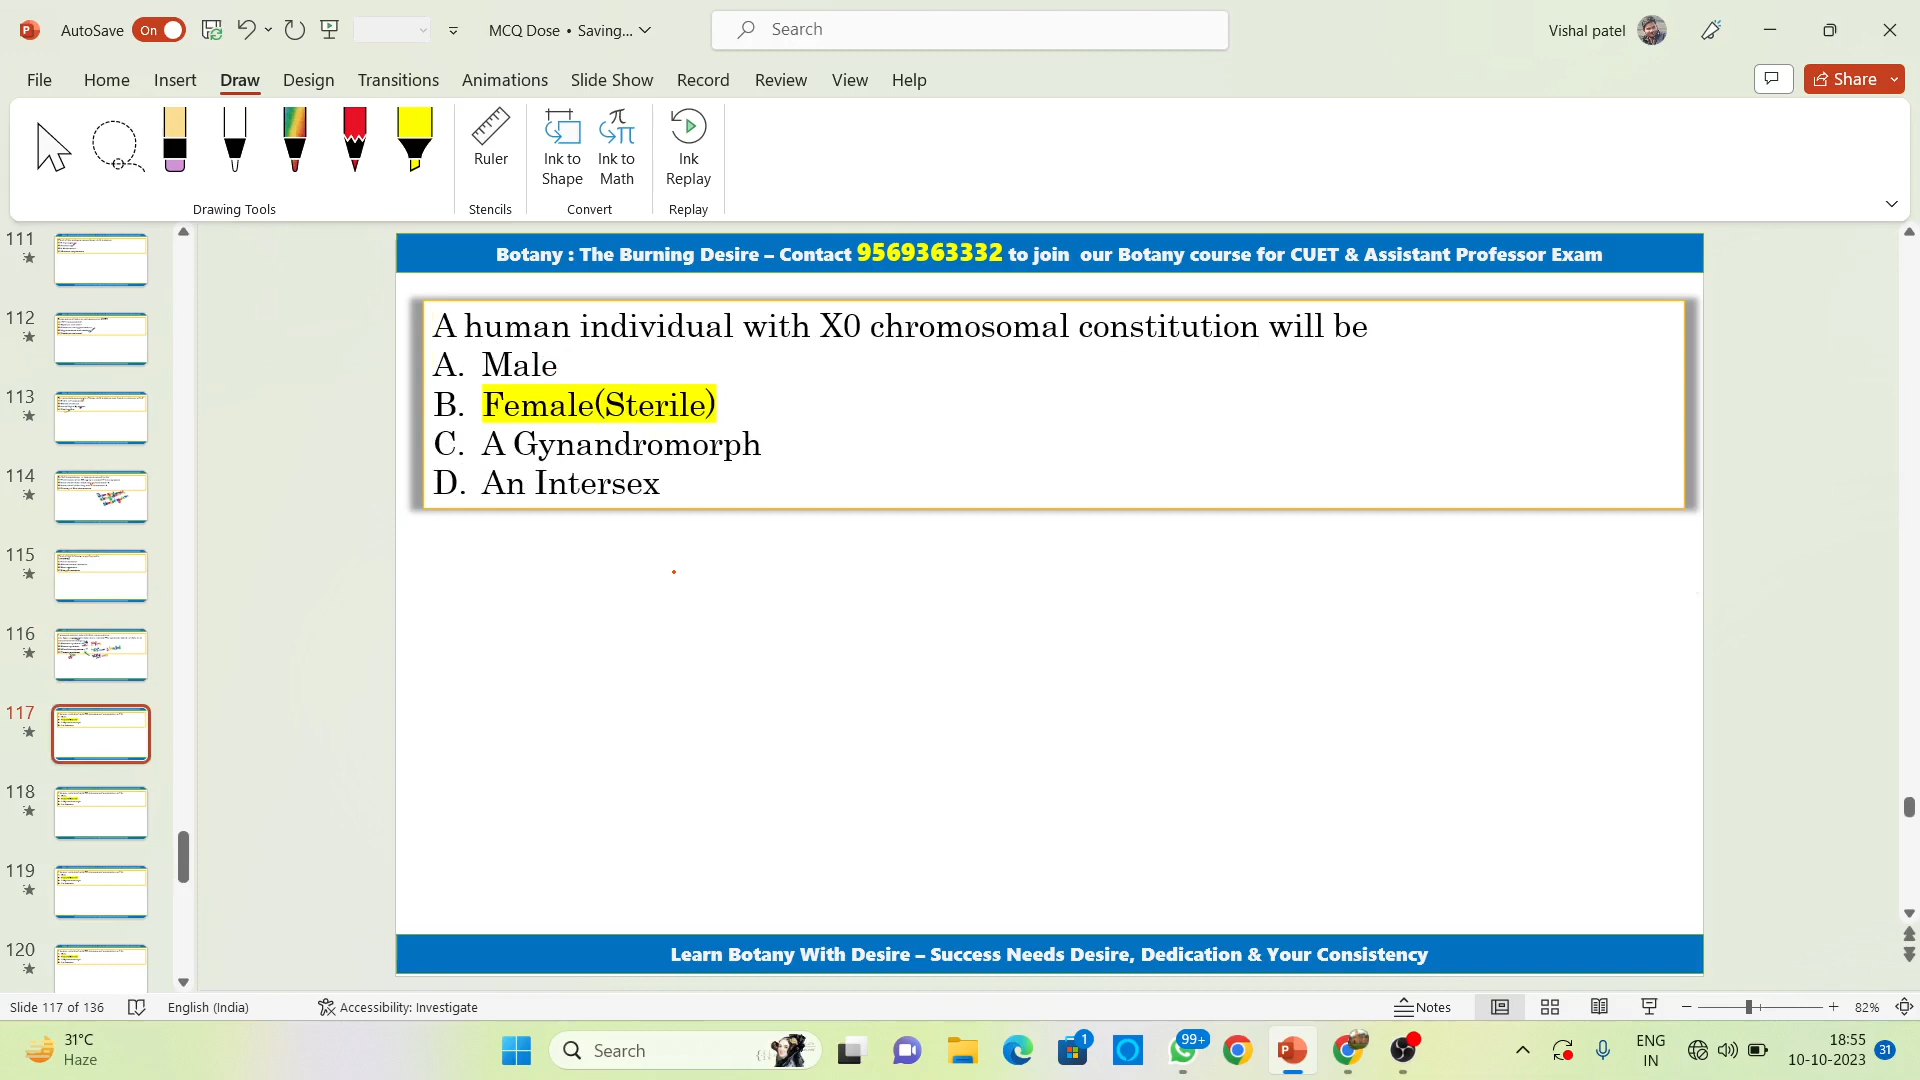 AutoSave On MCQ Dose • Saving... Search Vishal patel
File Home Insert Draw Design Transitions Animations Slide Show Record Review View Help Share
Ruler Ink to Shape Ink to Math Ink Replay
Drawing Tools Stencils Convert Replay
111
112
113
114
115
116
117
118
119
120
Botany : The Burning Desire – Contact 9569363332 to join our Botany course for CUET & Assistant Professor Exam
A human individual with X0 chromosomal constitution will be
A. Male
B. Female(Sterile)
C. A Gynandromorph
D. An Intersex
Learn Botany With Desire – Success Needs Desire, Dedication & Your Consistency
Slide 117 of 136 English (India) Accessibility: Investigate Notes 82%
31°C
Haze
Search
1
99+
ENG
IN
18:55
10-10-2023
31